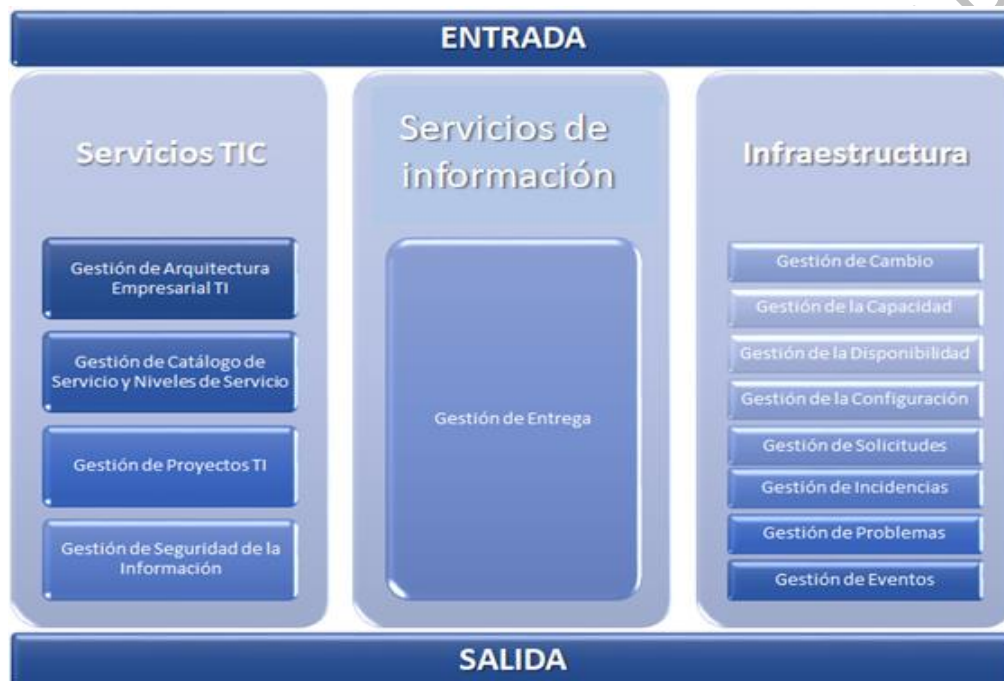 ENTRADA
Servicios TIC
Gestión de Arquitectura
Empresarial TI
Gestión de Catálogo de
Servicio y Niveles de Servicio
Gestión de Proyectos TI
Gestión de Seguridad de la
Información
Servicios de
información
Gestión de Entrega
Infraestructura
Gestión de Cambio
Gestión de la Capacidad
Gestión de la Disponibilidad
Gestión de la Configuración
Gestión de Solicitudes
Gestión de Incidencias
Gestión de Problemas
Gestión de Eventos
SALIDA